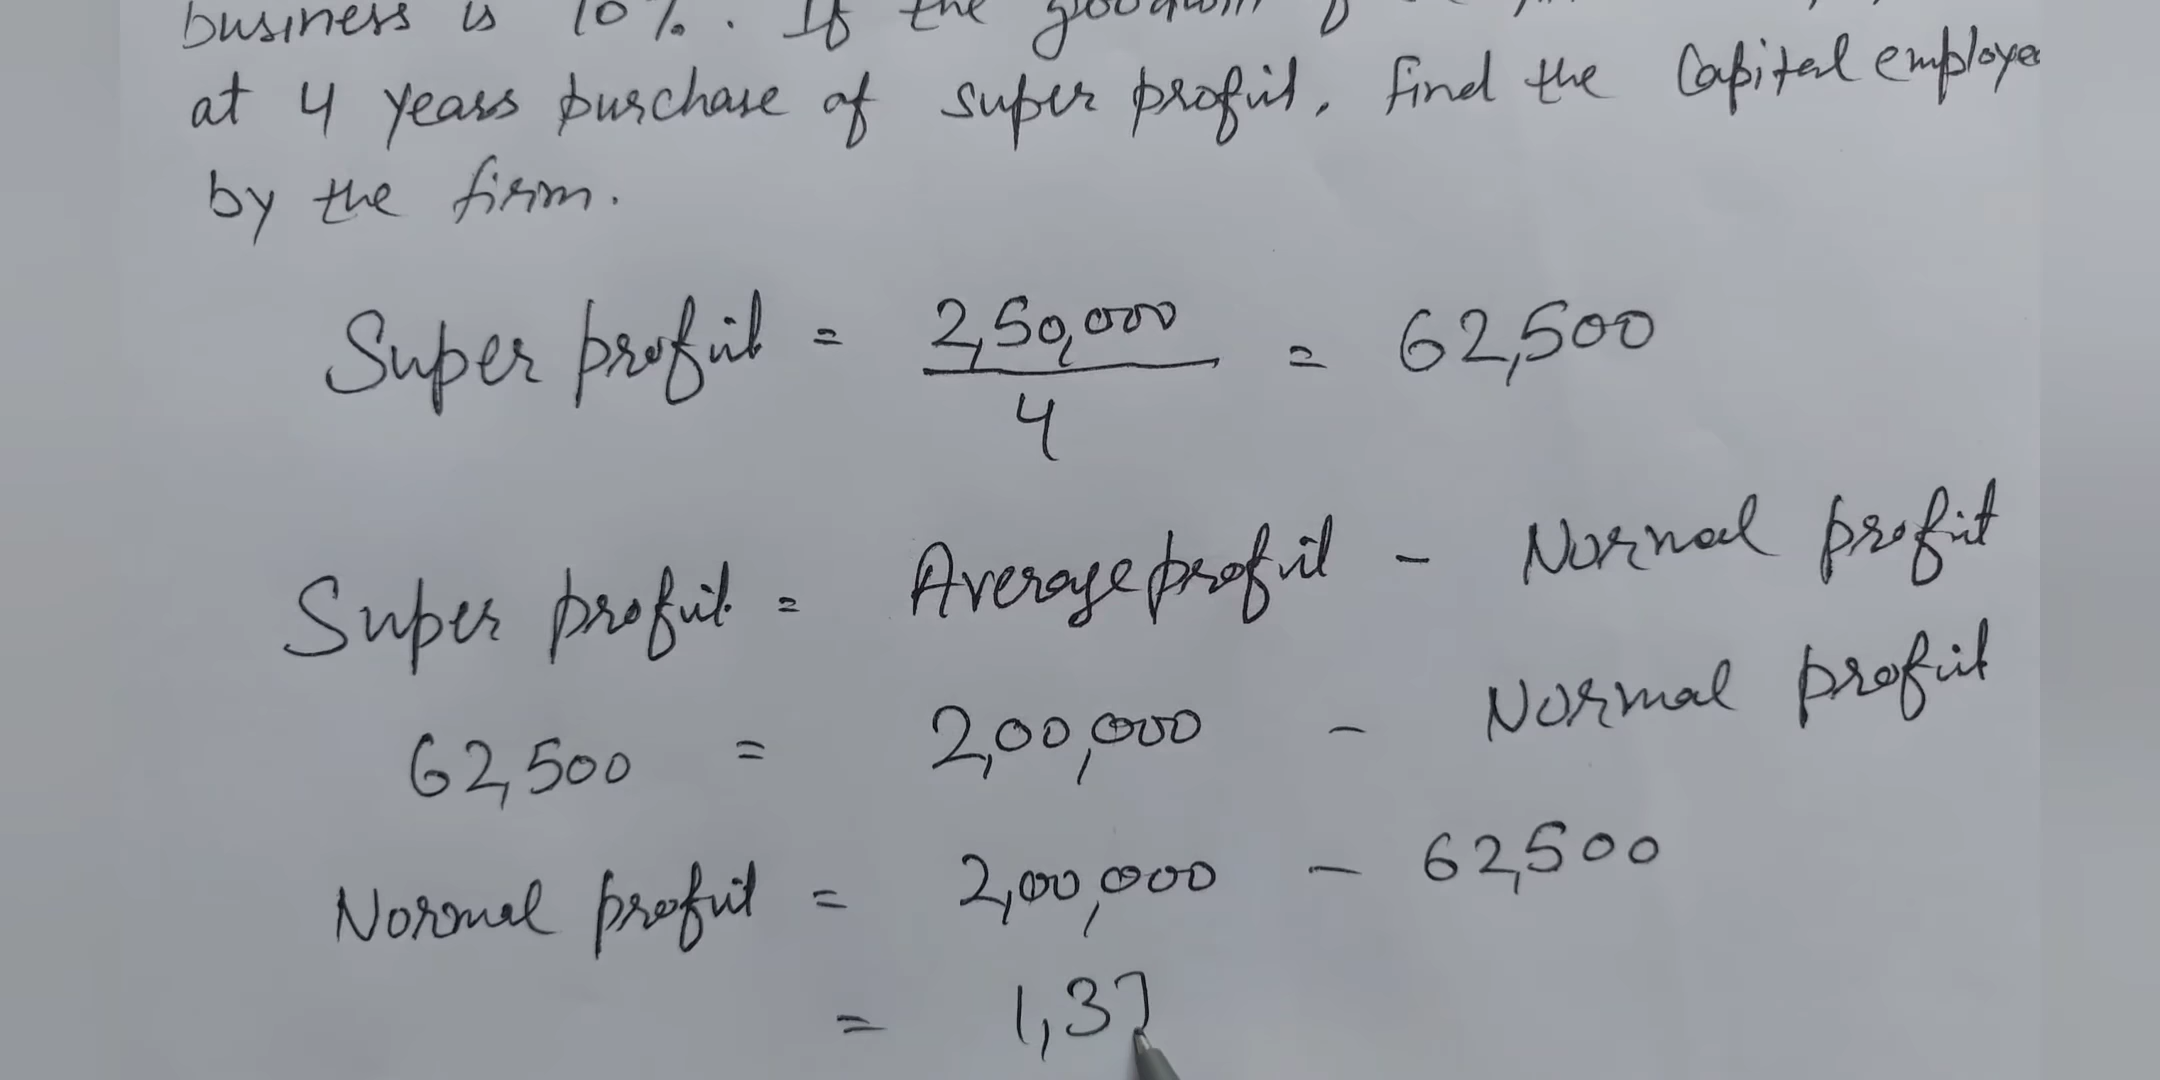 business is 10%. If the goodwill
at 4 years purchase of super profit, find the Capital employe
by the firm.
Super profit = 2,50,000 / 4 = 62,500
Super profit = Average profit - Normal profit
62,500 = 2,00,000 - Normal profit
Normal profit = 2,00,000 - 62,500
= 1,37